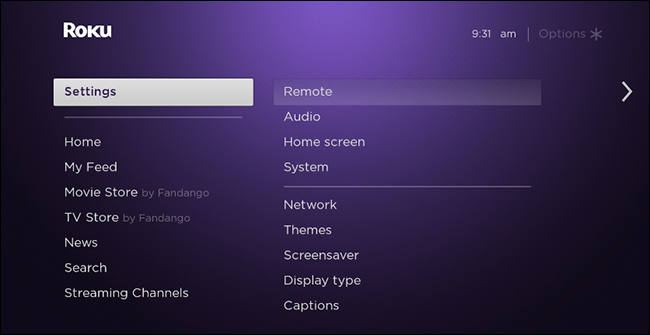 Roku
9:31 am Options
Settings
Home
My Feed
Movie Store by Fandango
TV Store by Fandango
News
Search
Streaming Channels
Remote
Audio
Home screen
System
Network
Themes
Screensaver
Display type
Captions